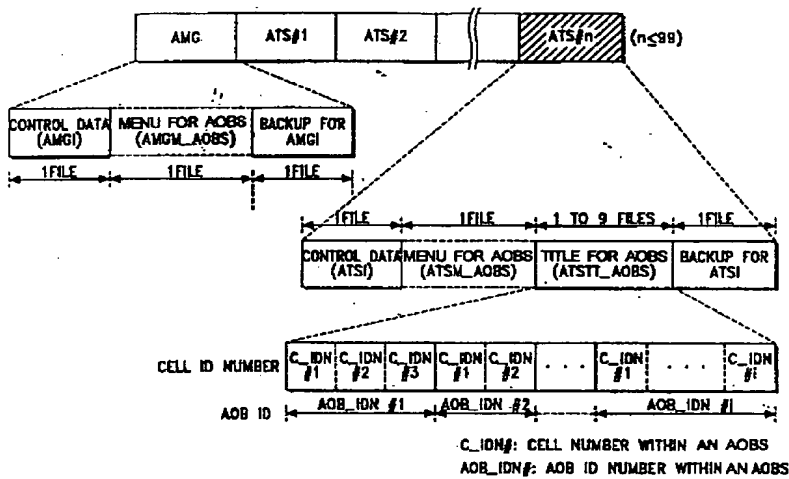 AMG ATS#1 ATS#2 ATS#n (n≤99)
CONTROL DATA (AMGI)
MENU FOR AOBS (AMGM_AOBS)
BACKUP FOR AMGI
1FILE 1FILE 1FILE
1FILE 1FILE 1 TO 9 FILES 1FILE
CONTROL DATA (ATSI)
MENU FOR AOBS (ATSM_AOBS)
TITLE FOR AOBS (ATSTT_AOBS)
BACKUP FOR ATSI
CELL ID NUMBER
C_IDN #1
C_IDN #2
C_IDN #3
C_IDN #1
C_IDN #2
· · ·
C_IDN #1
· · ·
C_IDN #i
AOB ID
AOB_IDN #1 AOB_IDN #2 AOB_IDN #i
C_IDN#: CELL NUMBER WITHIN AN AOBS
AOB_IDN#: AOB ID NUMBER WITHIN AN AOBS